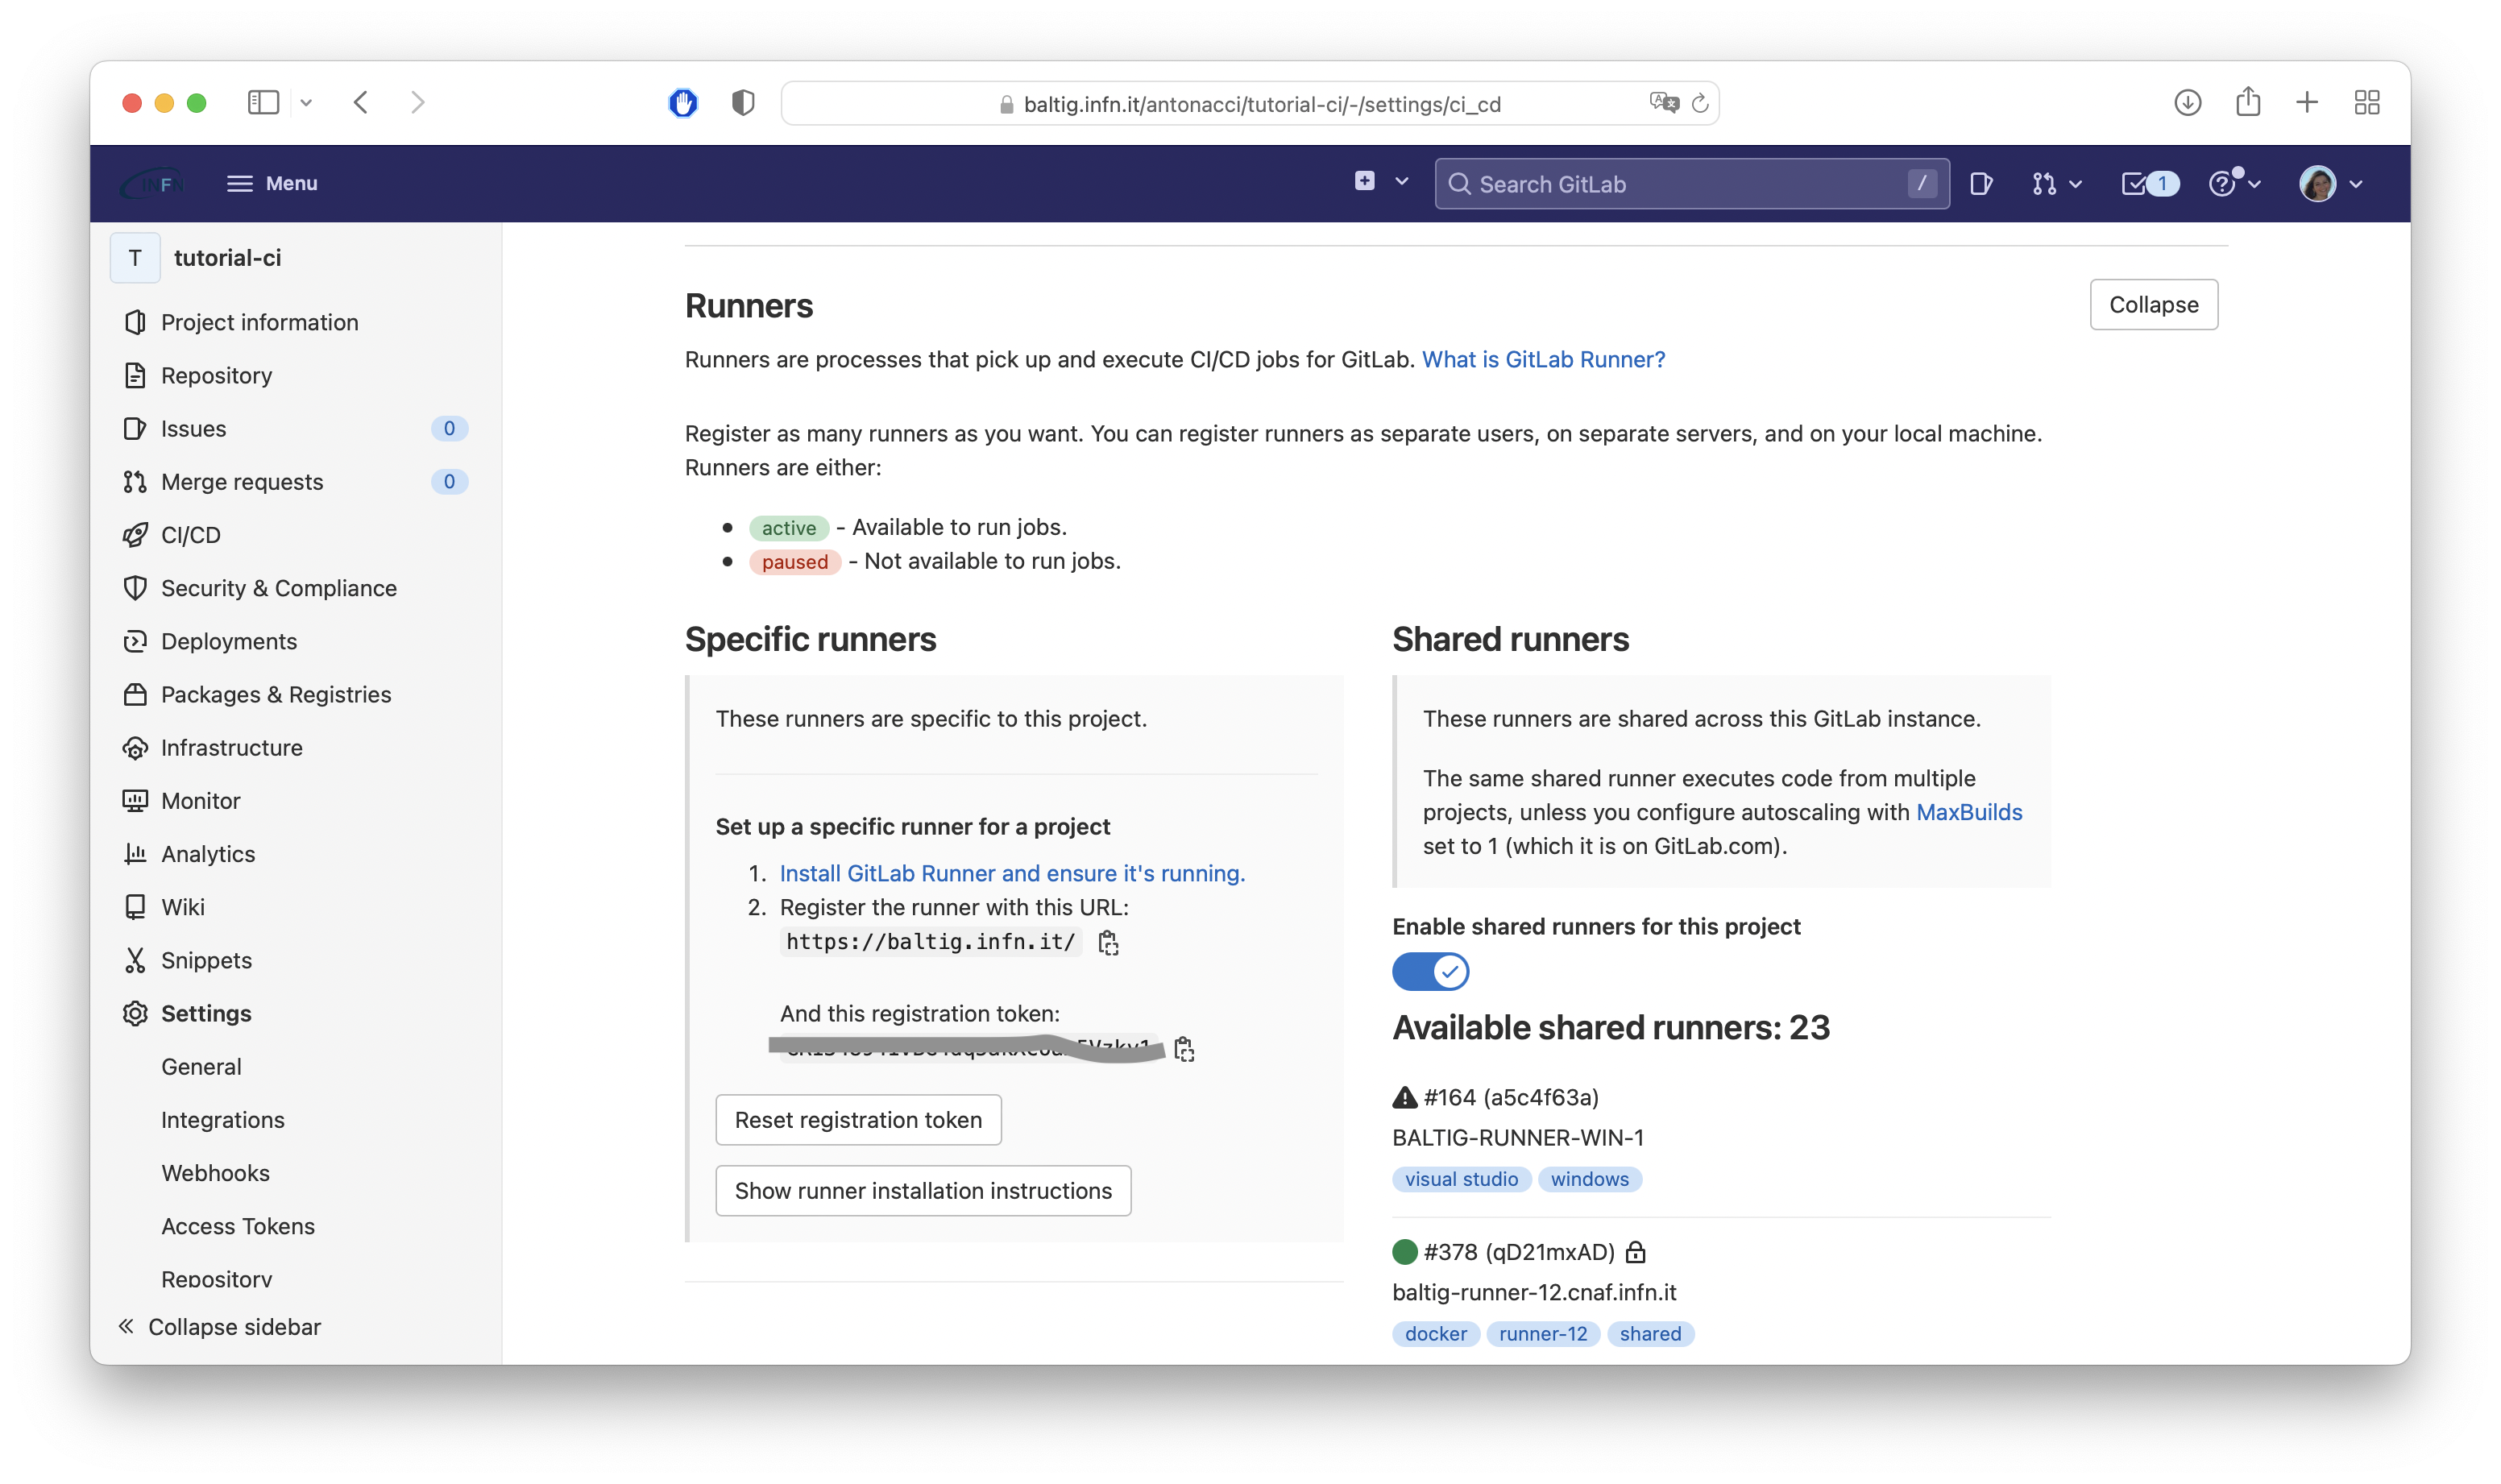 baltig.infn.it/antonacci/tutorial-ci/-/settings/ci_cd
INFN
Menu
Search GitLab
/
1
T
tutorial-ci
Project information
Repository
Issues
0
Merge requests
0
CI/CD
Security & Compliance
Deployments
Packages & Registries
Infrastructure
Monitor
Analytics
Wiki
Snippets
Settings
General
Integrations
Webhooks
Access Tokens
Repository
Collapse sidebar
Runners
Collapse
Runners are processes that pick up and execute CI/CD jobs for GitLab. What is GitLab Runner?
Register as many runners as you want. You can register runners as separate users, on separate servers, and on your local machine.
Runners are either:
active - Available to run jobs.
paused - Not available to run jobs.
Specific runners
These runners are specific to this project.
Set up a specific runner for a project
1. Install GitLab Runner and ensure it's running.
2. Register the runner with this URL:
https://baltig.infn.it/
And this registration token:
Reset registration token
Show runner installation instructions
Shared runners
These runners are shared across this GitLab instance.
The same shared runner executes code from multiple
projects, unless you configure autoscaling with MaxBuilds
set to 1 (which it is on GitLab.com).
Enable shared runners for this project
Available shared runners: 23
#164 (a5c4f63a)
BALTIG-RUNNER-WIN-1
visual studio windows
#378 (qD21mxAD)
baltig-runner-12.cnaf.infn.it
docker runner-12 shared